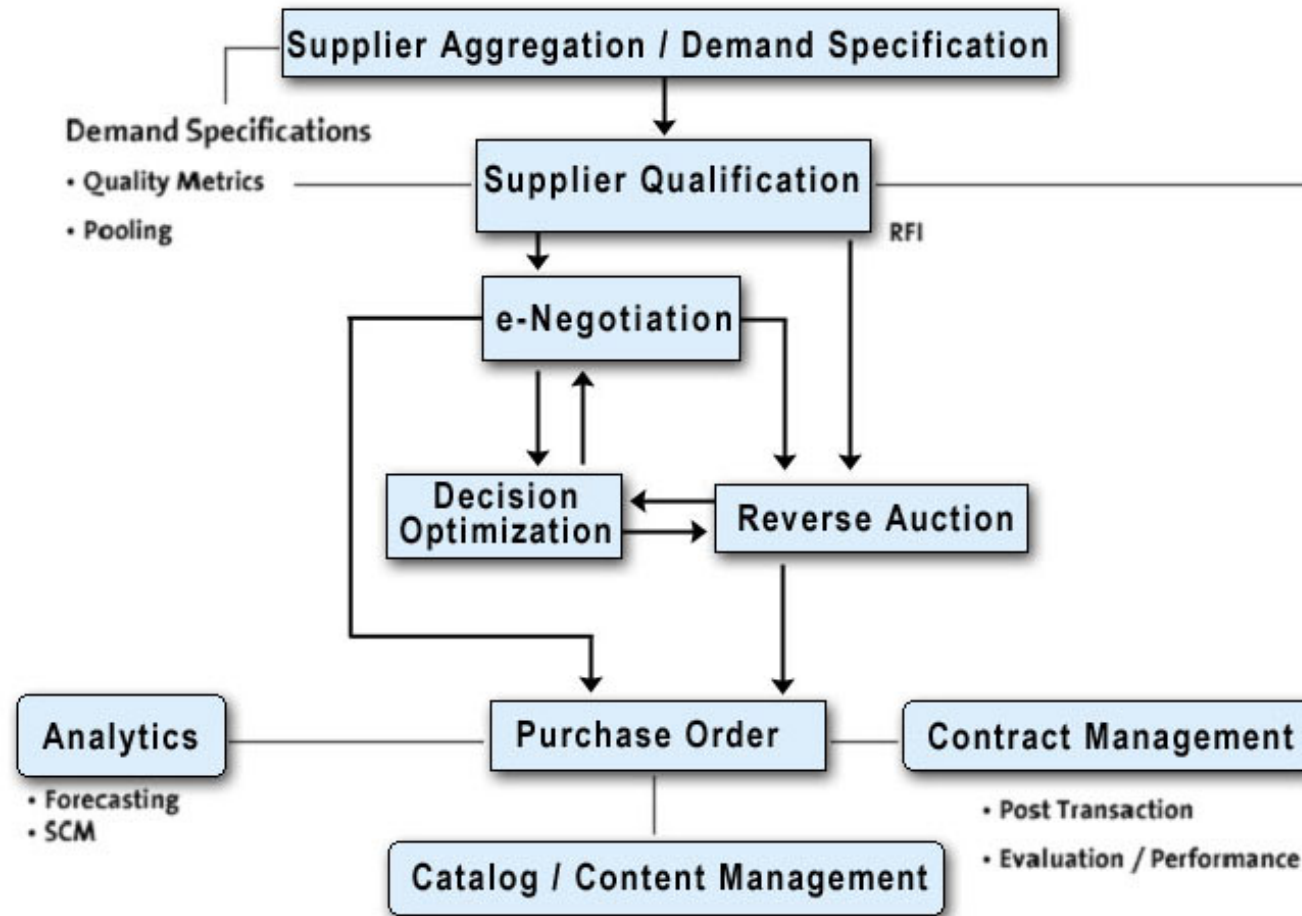 Supplier Aggregation / Demand Specification
Demand Specifications
• Quality Metrics
• Pooling
Supplier Qualification
RFI
e-Negotiation
Decision
Optimization
Reverse Auction
Analytics
• Forecasting
• SCM
Purchase Order
Contract Management
• Post Transaction
• Evaluation / Performance
Catalog / Content Management